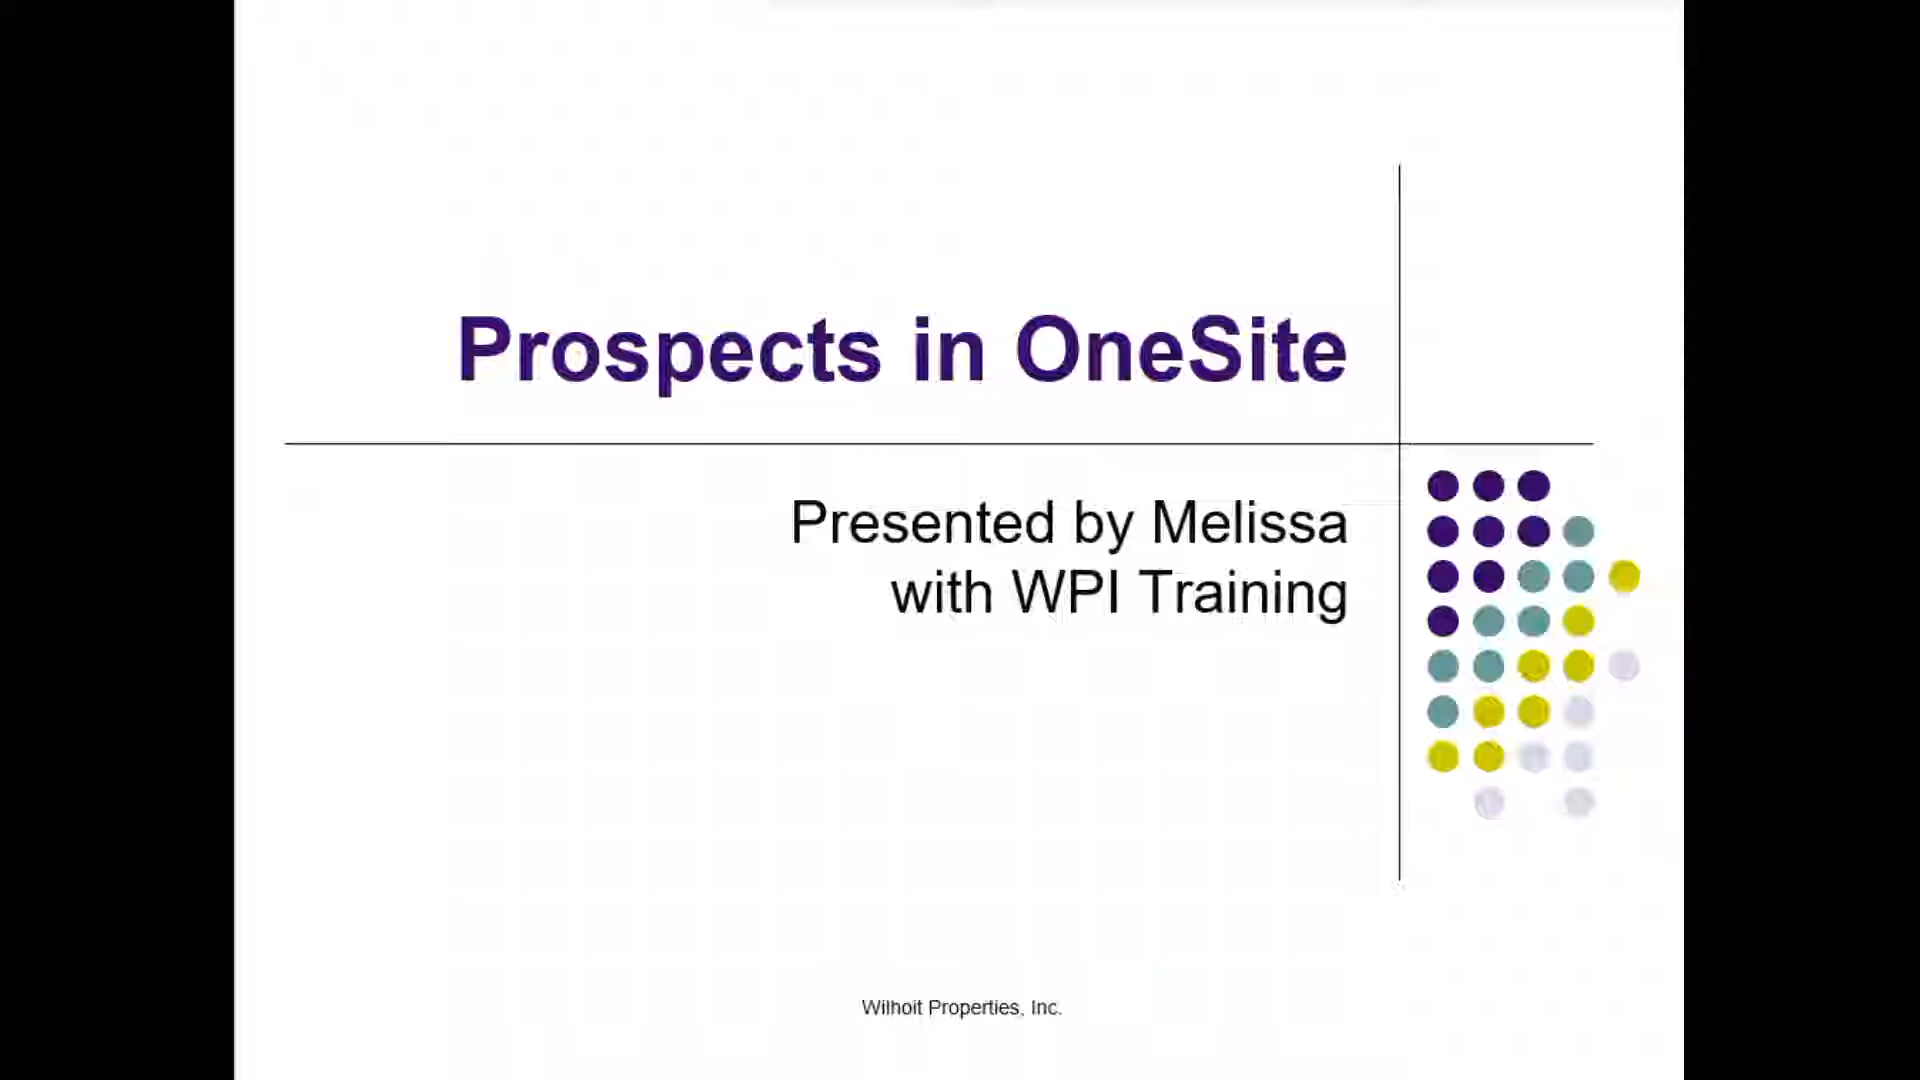 Prospects in OneSite
Presented by Melissa
with WPI Training
Wilhoit Properties, Inc.